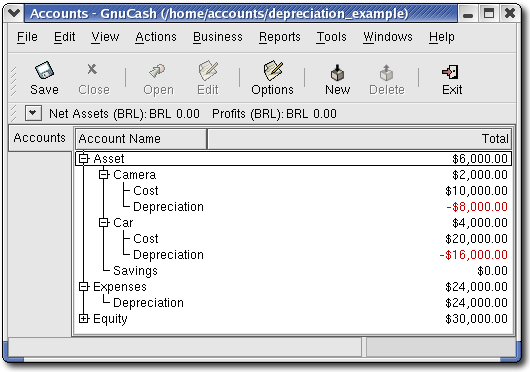 Accounts - GnuCash (/home/accounts/depreciation_example)
File Edit View Actions Business Reports Tools Windows Help
Save Close Open Edit Options New Delete Exit
Net Assets (BRL): BRL 0.00 Profits (BRL): BRL 0.00
Accounts
Account Name Total
Asset $6,000.00
Camera $2,000.00
Cost $10,000.00
Depreciation -$8,000.00
Car $4,000.00
Cost $20,000.00
Depreciation -$16,000.00
Savings $0.00
Expenses $24,000.00
Depreciation $24,000.00
Equity $30,000.00